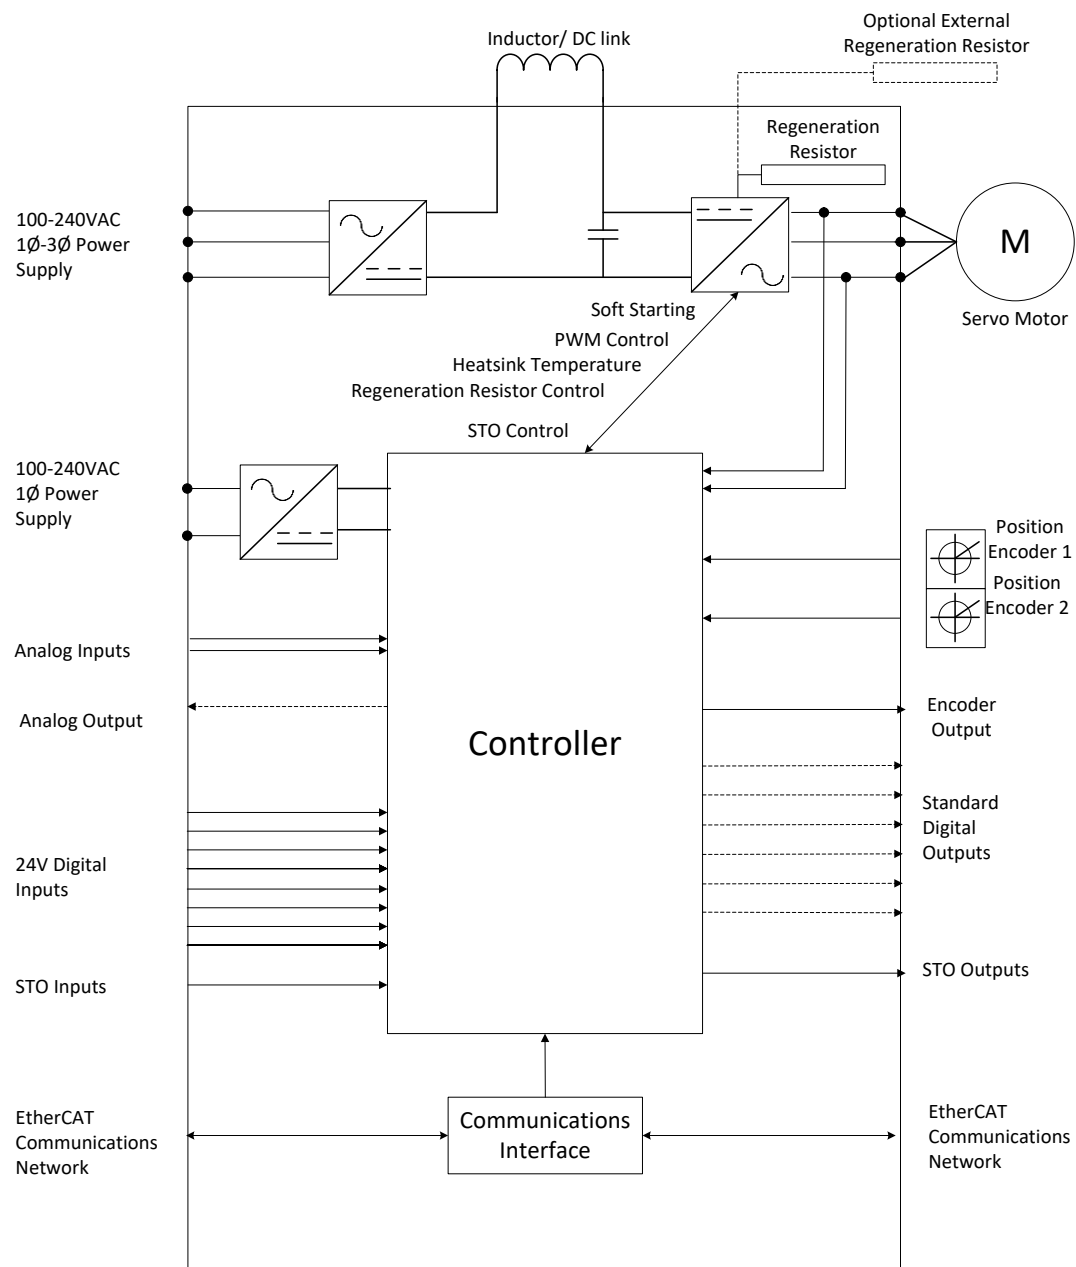 Optional External
Regeneration Resistor
Inductor/ DC link
Regeneration
Resistor
100-240VAC
1Ø-3Ø Power
Supply
M
Servo Motor
Soft Starting
PWM Control
Heatsink Temperature
Regeneration Resistor Control
STO Control
100-240VAC
1Ø Power
Supply
Position
Encoder 1
Position
Encoder 2
Analog Inputs
Analog Output
Controller
Encoder
Output
24V Digital
Inputs
Standard
Digital
Outputs
STO Inputs
STO Outputs
EtherCAT
Communications
Network
Communications
Interface
EtherCAT
Communications
Network